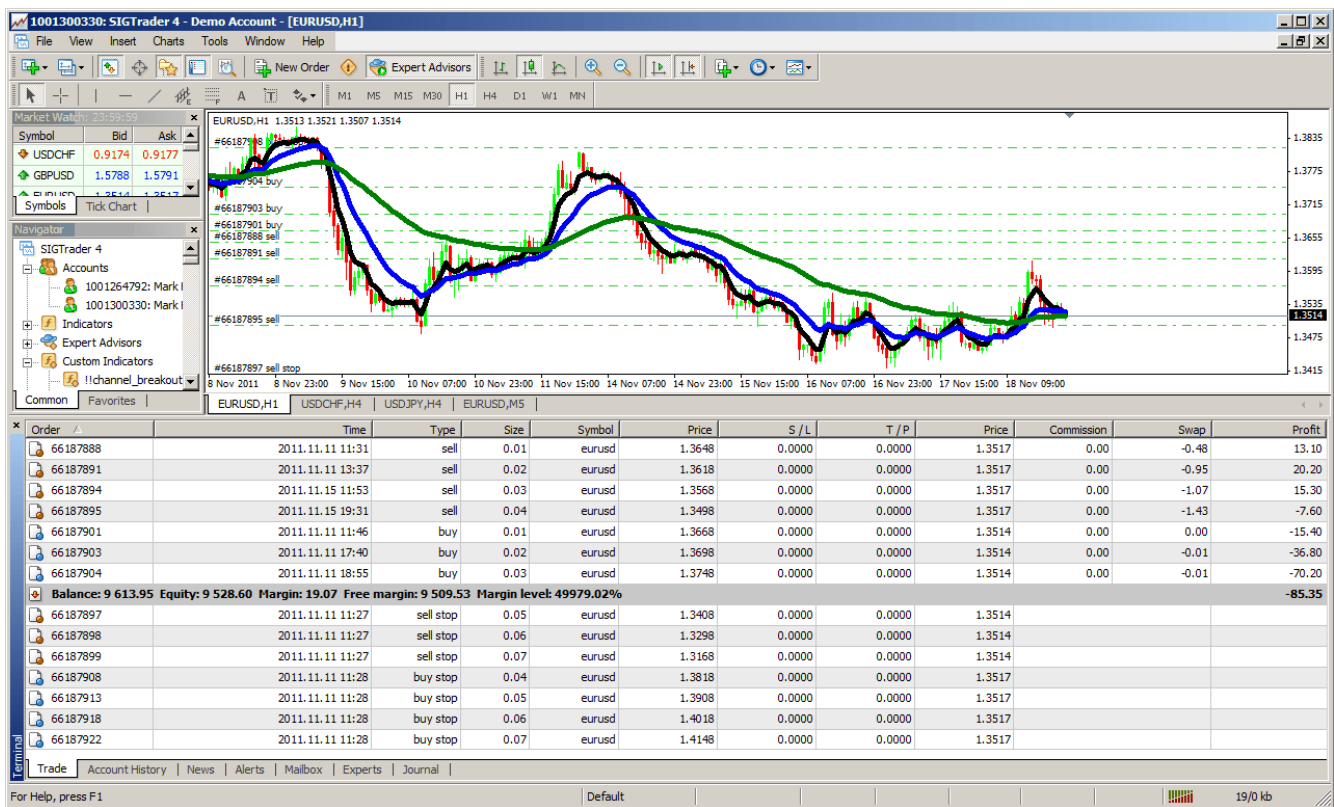 1001300330: SIGTrader 4 - Demo Account - [EURUSD,H1]
File View Insert Charts Tools Window Help
New Order Expert Advisors
A T M1 M5 M15 M30 H1 H4 D1 W1 MN
Market Watch: 23:59:59
Symbol Bid Ask
USDCHF 0.9174 0.9177
GBPUSD 1.5788 1.5791
EURUSD 1.3514 1.3517
Symbols Tick Chart
Navigator
SIGTrader 4
Accounts
1001264792: Mark
1001300330: Mark
Indicators
Expert Advisors
Custom Indicators
!!channel_breakout
Common Favorites
EURUSD,H1 1.3513 1.3521 1.3507 1.3514
#66187908
#66187904 buy
#66187903 buy
#66187901 buy
#66187888 sell
#66187891 sell
#66187894 sell
#66187895 sell
#66187897 sell stop
1.3835
1.3775
1.3715
1.3655
1.3595
1.3535
1.3514
1.3475
1.3415
8 Nov 2011 8 Nov 23:00 9 Nov 15:00 10 Nov 07:00 10 Nov 23:00 11 Nov 15:00 14 Nov 07:00 14 Nov 23:00 15 Nov 15:00 16 Nov 07:00 16 Nov 23:00 17 Nov 15:00 18 Nov 09:00
EURUSD,H1 USDCHF,H4 USDJPY,H4 EURUSD,M5
Order Time Type Size Symbol Price S / L T / P Price Commission Swap Profit
66187888 2011.11.11 11:31 sell 0.01 eurusd 1.3648 0.0000 0.0000 1.3517 0.00 -0.48 13.10
66187891 2011.11.11 13:37 sell 0.02 eurusd 1.3618 0.0000 0.0000 1.3517 0.00 -0.95 20.20
66187894 2011.11.15 11:53 sell 0.03 eurusd 1.3568 0.0000 0.0000 1.3517 0.00 -1.07 15.30
66187895 2011.11.15 19:31 sell 0.04 eurusd 1.3498 0.0000 0.0000 1.3517 0.00 -1.43 -7.60
66187901 2011.11.11 11:46 buy 0.01 eurusd 1.3668 0.0000 0.0000 1.3514 0.00 0.00 -15.40
66187903 2011.11.11 17:40 buy 0.02 eurusd 1.3698 0.0000 0.0000 1.3514 0.00 -0.01 -36.80
66187904 2011.11.11 18:55 buy 0.03 eurusd 1.3748 0.0000 0.0000 1.3514 0.00 -0.01 -70.20
Balance: 9 613.95 Equity: 9 528.60 Margin: 19.07 Free margin: 9 509.53 Margin level: 49979.02% -85.35
66187897 2011.11.11 11:27 sell stop 0.05 eurusd 1.3408 0.0000 0.0000 1.3514
66187898 2011.11.11 11:27 sell stop 0.06 eurusd 1.3298 0.0000 0.0000 1.3514
66187899 2011.11.11 11:27 sell stop 0.07 eurusd 1.3168 0.0000 0.0000 1.3514
66187908 2011.11.11 11:28 buy stop 0.04 eurusd 1.3818 0.0000 0.0000 1.3517
66187913 2011.11.11 11:28 buy stop 0.05 eurusd 1.3908 0.0000 0.0000 1.3517
66187918 2011.11.11 11:28 buy stop 0.06 eurusd 1.4018 0.0000 0.0000 1.3517
66187922 2011.11.11 11:28 buy stop 0.07 eurusd 1.4148 0.0000 0.0000 1.3517
Terminal
Trade Account History News Alerts Mailbox Experts Journal
For Help, press F1 Default 19/0 kb